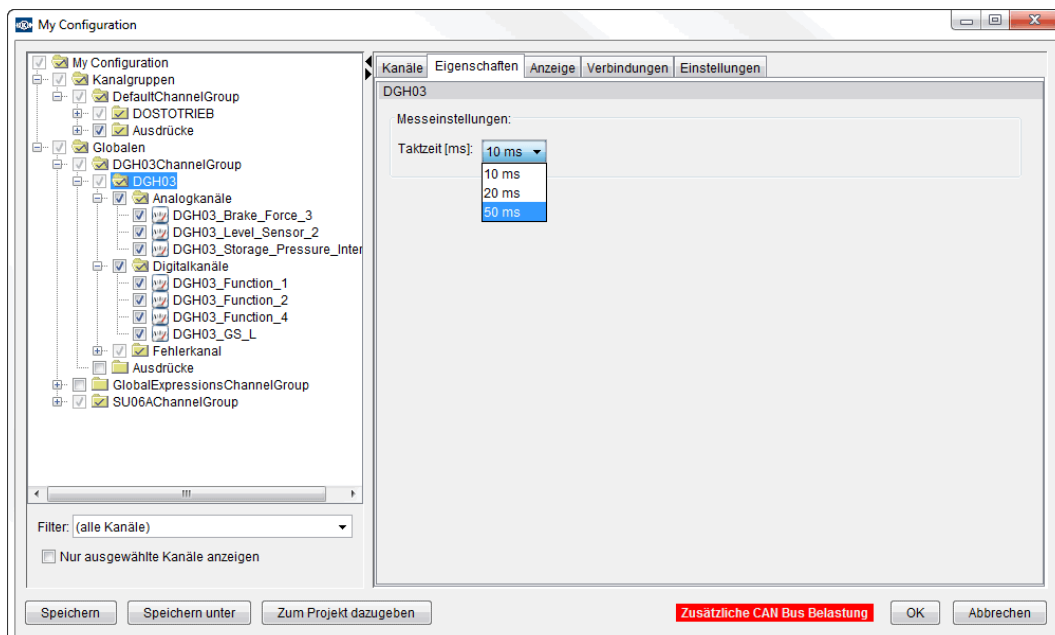 My Configuration
My Configuration
Kanalgruppen
DefaultChannelGroup
DOSTOTRIEB
Ausdrücke
Globalen
DGH03ChannelGroup
DGH03
Analogkanäle
DGH03_Brake_Force_3
DGH03_Level_Sensor_2
DGH03_Storage_Pressure_Inter
Digitalkanäle
DGH03_Function_1
DGH03_Function_2
DGH03_Function_4
DGH03_GS_L
Fehlerkanal
Ausdrücke
GlobalExpressionsChannelGroup
SU06AChannelGroup
Filter: (alle Kanäle)
Nur ausgewählte Kanäle anzeigen
Kanäle Eigenschaften Anzeige Verbindungen Einstellungen
DGH03
Messeinstellungen:
Taktzeit [ms]: 10 ms
10 ms
20 ms
50 ms
Speichern Speichern unter Zum Projekt dazugeben Zusätzliche CAN Bus Belastung OK Abbrechen